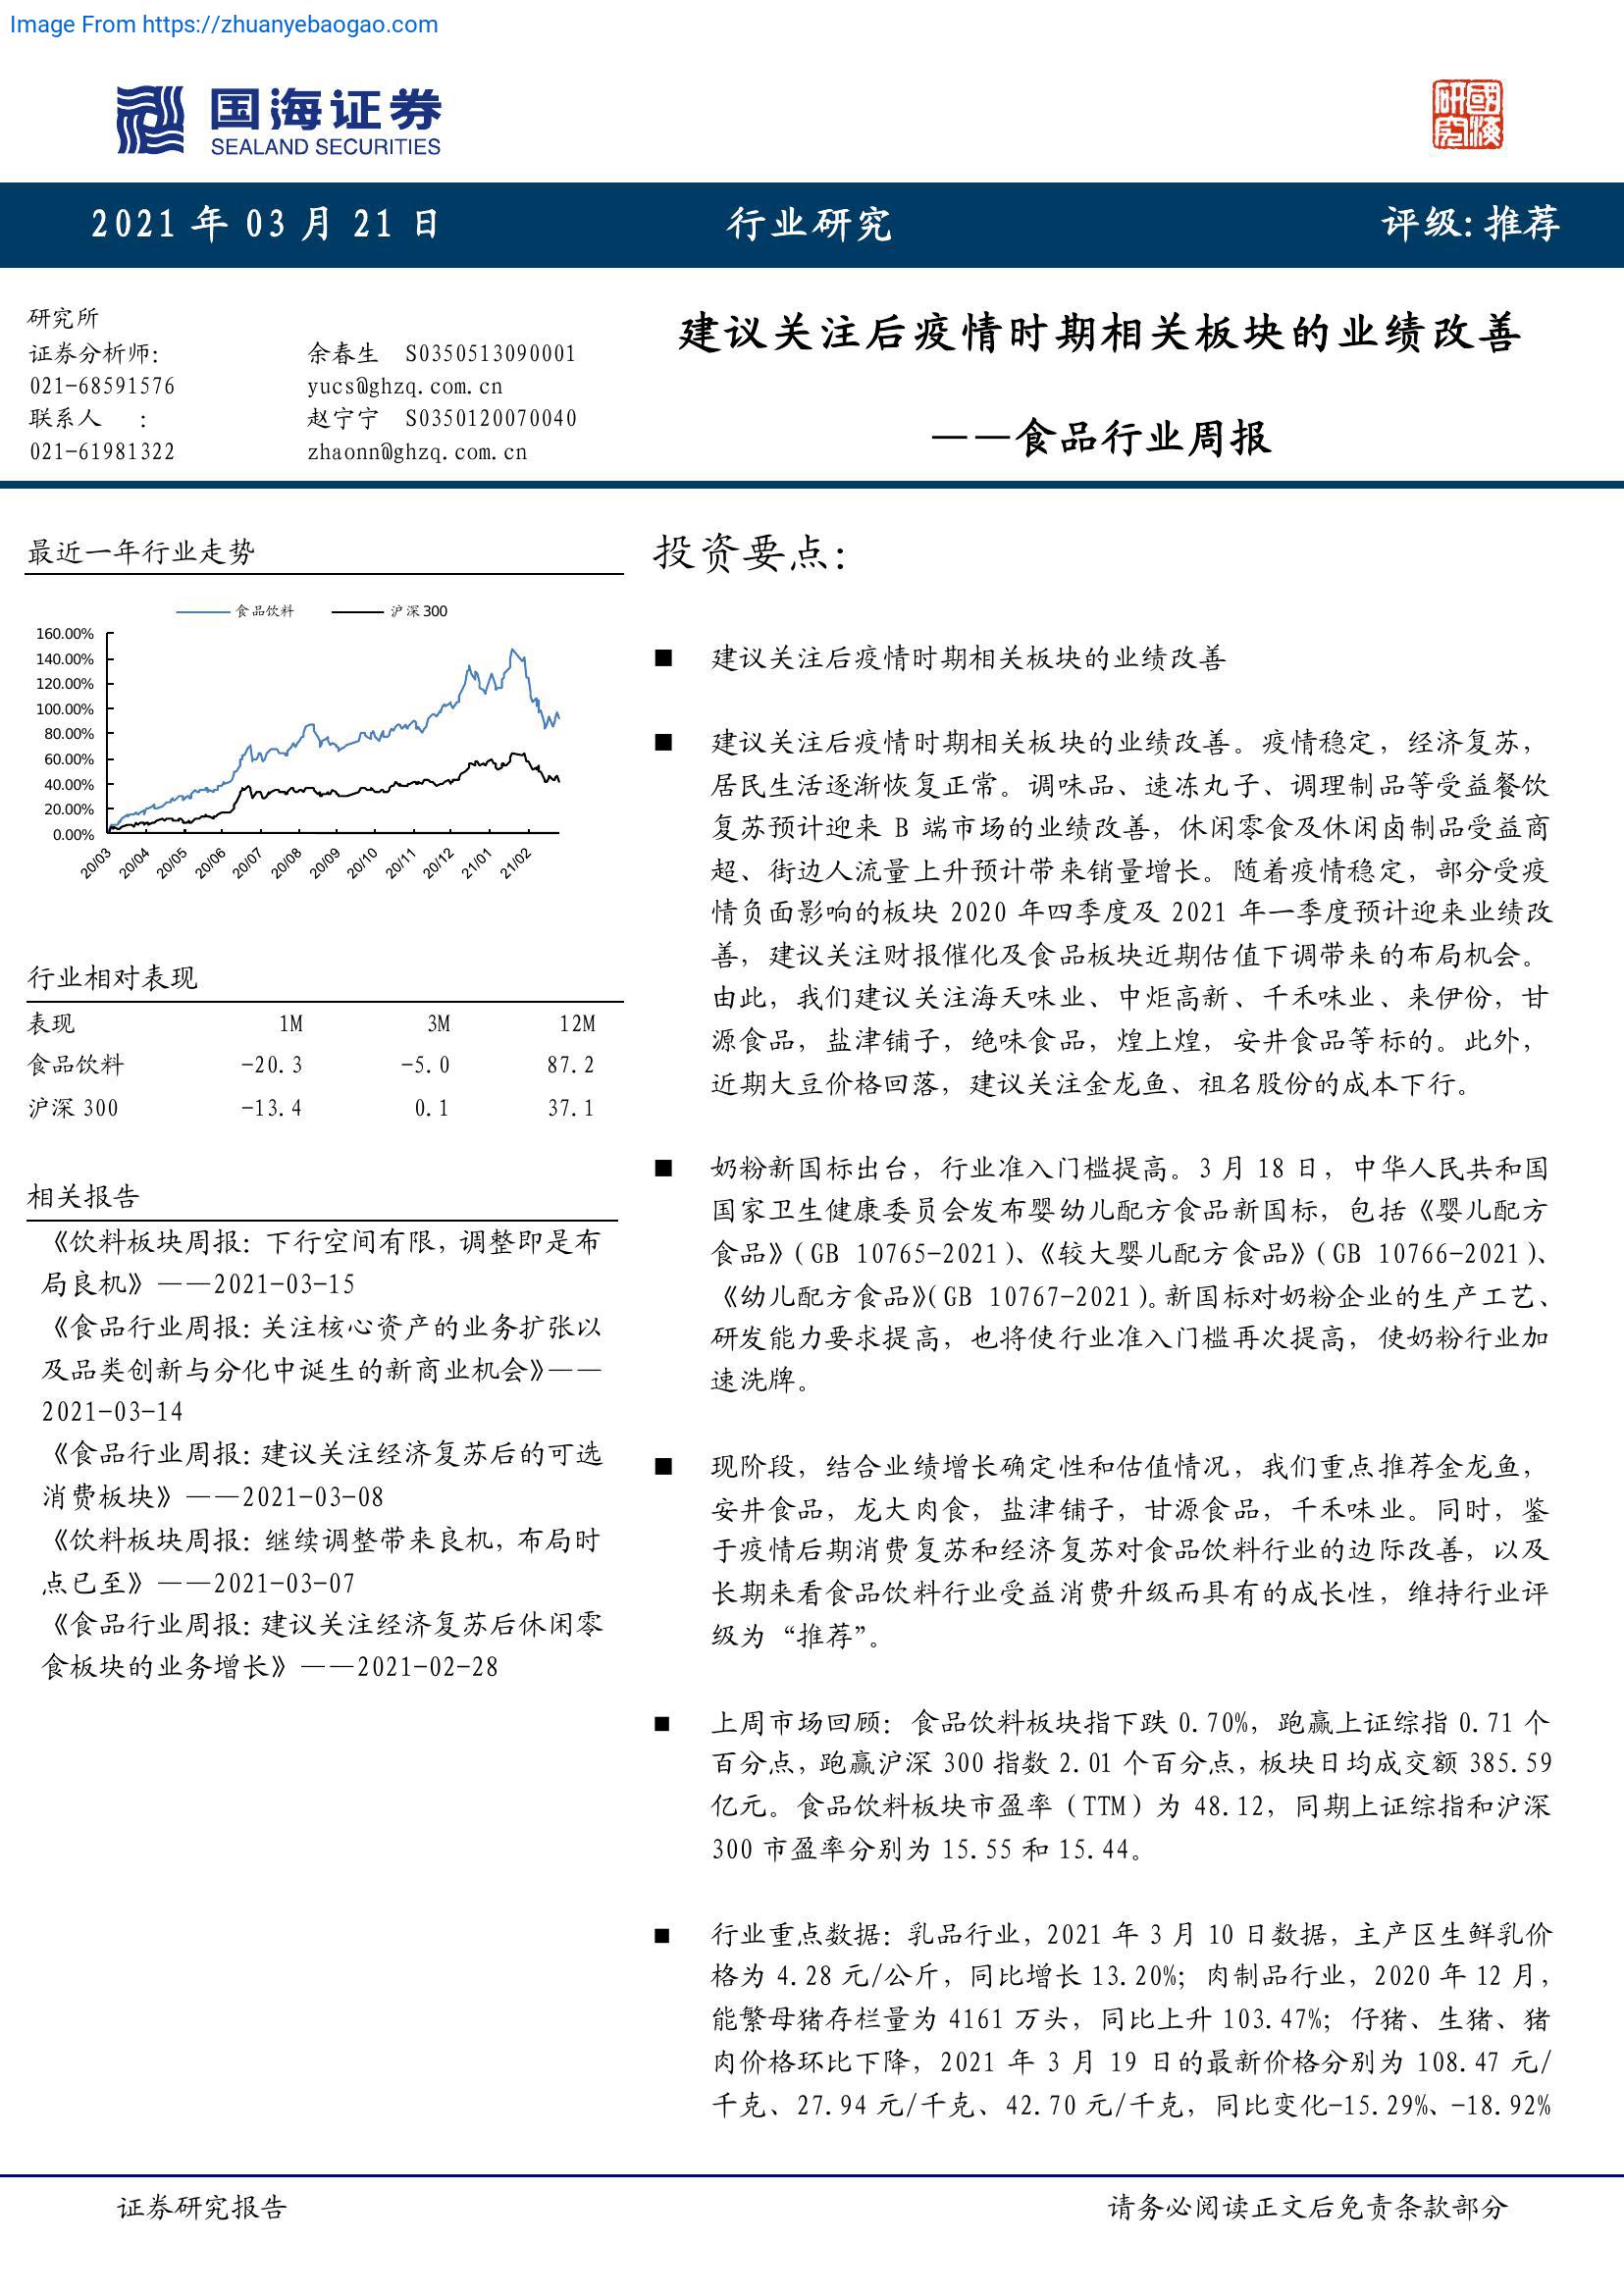 Image From https://zhuanyebaogao.com
国海证券
SEALAND SECURITIES
國海研究
2021 年 03 月 21 日
行业研究
评级:推荐
研究所
证券分析师:
余春生 S0350513090001
021-68591576
yucs@ghzq.com.cn
联系人 :
赵宁宁 S0350120070040
021-61981322
zhaonn@ghzq.com.cn
建议关注后疫情时期相关板块的业绩改善
——食品行业周报
最近一年行业走势
食品饮料 沪深300
160.00%
140.00%
120.00%
100.00%
80.00%
60.00%
40.00%
20.00%
0.00%
20/03 20/04 20/05 20/06 20/07 20/08 20/09 20/10 20/11 20/12 21/01 21/02
行业相对表现
表现 1M 3M 12M
食品饮料 -20.3 -5.0 87.2
沪深 300 -13.4 0.1 37.1
相关报告
《饮料板块周报: 下行空间有限, 调整即是布
局良机》——2021-03-15
《食品行业周报: 关注核心资产的业务扩张以
及品类创新与分化中诞生的新商业机会》——
2021-03-14
《食品行业周报: 建议关注经济复苏后的可选
消费板块》——2021-03-08
《饮料板块周报: 继续调整带来良机, 布局时
点已至》——2021-03-07
《食品行业周报: 建议关注经济复苏后休闲零
食板块的业务增长》——2021-02-28
投资要点:
■ 建议关注后疫情时期相关板块的业绩改善
■ 建议关注后疫情时期相关板块的业绩改善。疫情稳定, 经济复苏,
居民生活逐渐恢复正常。调味品、速冻丸子、调理制品等受益餐饮
复苏预计迎来 B 端市场的业绩改善, 休闲零食及休闲卤制品受益商
超、街边人流量上升预计带来销量增长。随着疫情稳定, 部分受疫
情负面影响的板块 2020 年四季度及 2021 年一季度预计迎来业绩改
善, 建议关注财报催化及食品板块近期估值下调带来的布局机会。
由此, 我们建议关注海天味业、中炬高新、千禾味业、来伊份, 甘
源食品, 盐津铺子, 绝味食品, 煌上煌, 安井食品等标的。此外,
近期大豆价格回落, 建议关注金龙鱼、祖名股份的成本下行。
■ 奶粉新国标出台, 行业准入门槛提高。3 月 18 日, 中华人民共和国
国家卫生健康委员会发布婴幼儿配方食品新国标, 包括《婴儿配方
食品》(GB 10765-2021)、《较大婴儿配方食品》(GB 10766-2021)、
《幼儿配方食品》(GB 10767-2021)。新国标对奶粉企业的生产工艺、
研发能力要求提高, 也将使行业准入门槛再次提高, 使奶粉行业加
速洗牌。
■ 现阶段, 结合业绩增长确定性和估值情况, 我们重点推荐金龙鱼,
安井食品, 龙大肉食, 盐津铺子, 甘源食品, 千禾味业。同时, 鉴
于疫情后期消费复苏和经济复苏对食品饮料行业的边际改善, 以及
长期来看食品饮料行业受益消费升级而具有的成长性, 维持行业评
级为 “推荐”。
■ 上周市场回顾: 食品饮料板块指下跌 0.70%, 跑赢上证综指 0.71 个
百分点, 跑赢沪深 300 指数 2.01 个百分点, 板块日均成交额 385.59
亿元。食品饮料板块市盈率 (TTM) 为 48.12, 同期上证综指和沪深
300 市盈率分别为 15.55 和 15.44。
■ 行业重点数据: 乳品行业, 2021 年 3 月 10 日数据, 主产区生鲜乳价
格为 4.28 元/公斤, 同比增长 13.20%; 肉制品行业, 2020 年 12 月,
能繁母猪存栏量为 4161 万头, 同比上升 103.47%; 仔猪、生猪、猪
肉价格环比下降, 2021 年 3 月 19 日的最新价格分别为 108.47 元/
千克、27.94 元/千克、42.70 元/千克, 同比变化-15.29%、-18.92%
证券研究报告
请务必阅读正文后免责条款部分